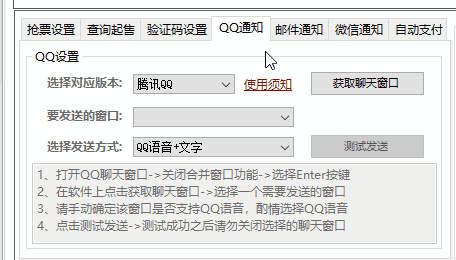 抢票设置 查询起售 验证码设置 QQ通知 邮件通知 微信通知 自动支付
QQ设置
选择对应版本: 腾讯QQ 使用须知 获取聊天窗口
要发送的窗口:
选择发送方式: QQ语音+文字 测试发送
1、打开QQ聊天窗口->关闭合并窗口功能->选择Enter按键
2、在软件上点击获取聊天窗口->选择一个需要发送的窗口
3、请手动确定该窗口是否支持QQ语音，酌情选择QQ语音
4、点击测试发送->测试成功之后请勿关闭选择的聊天窗口